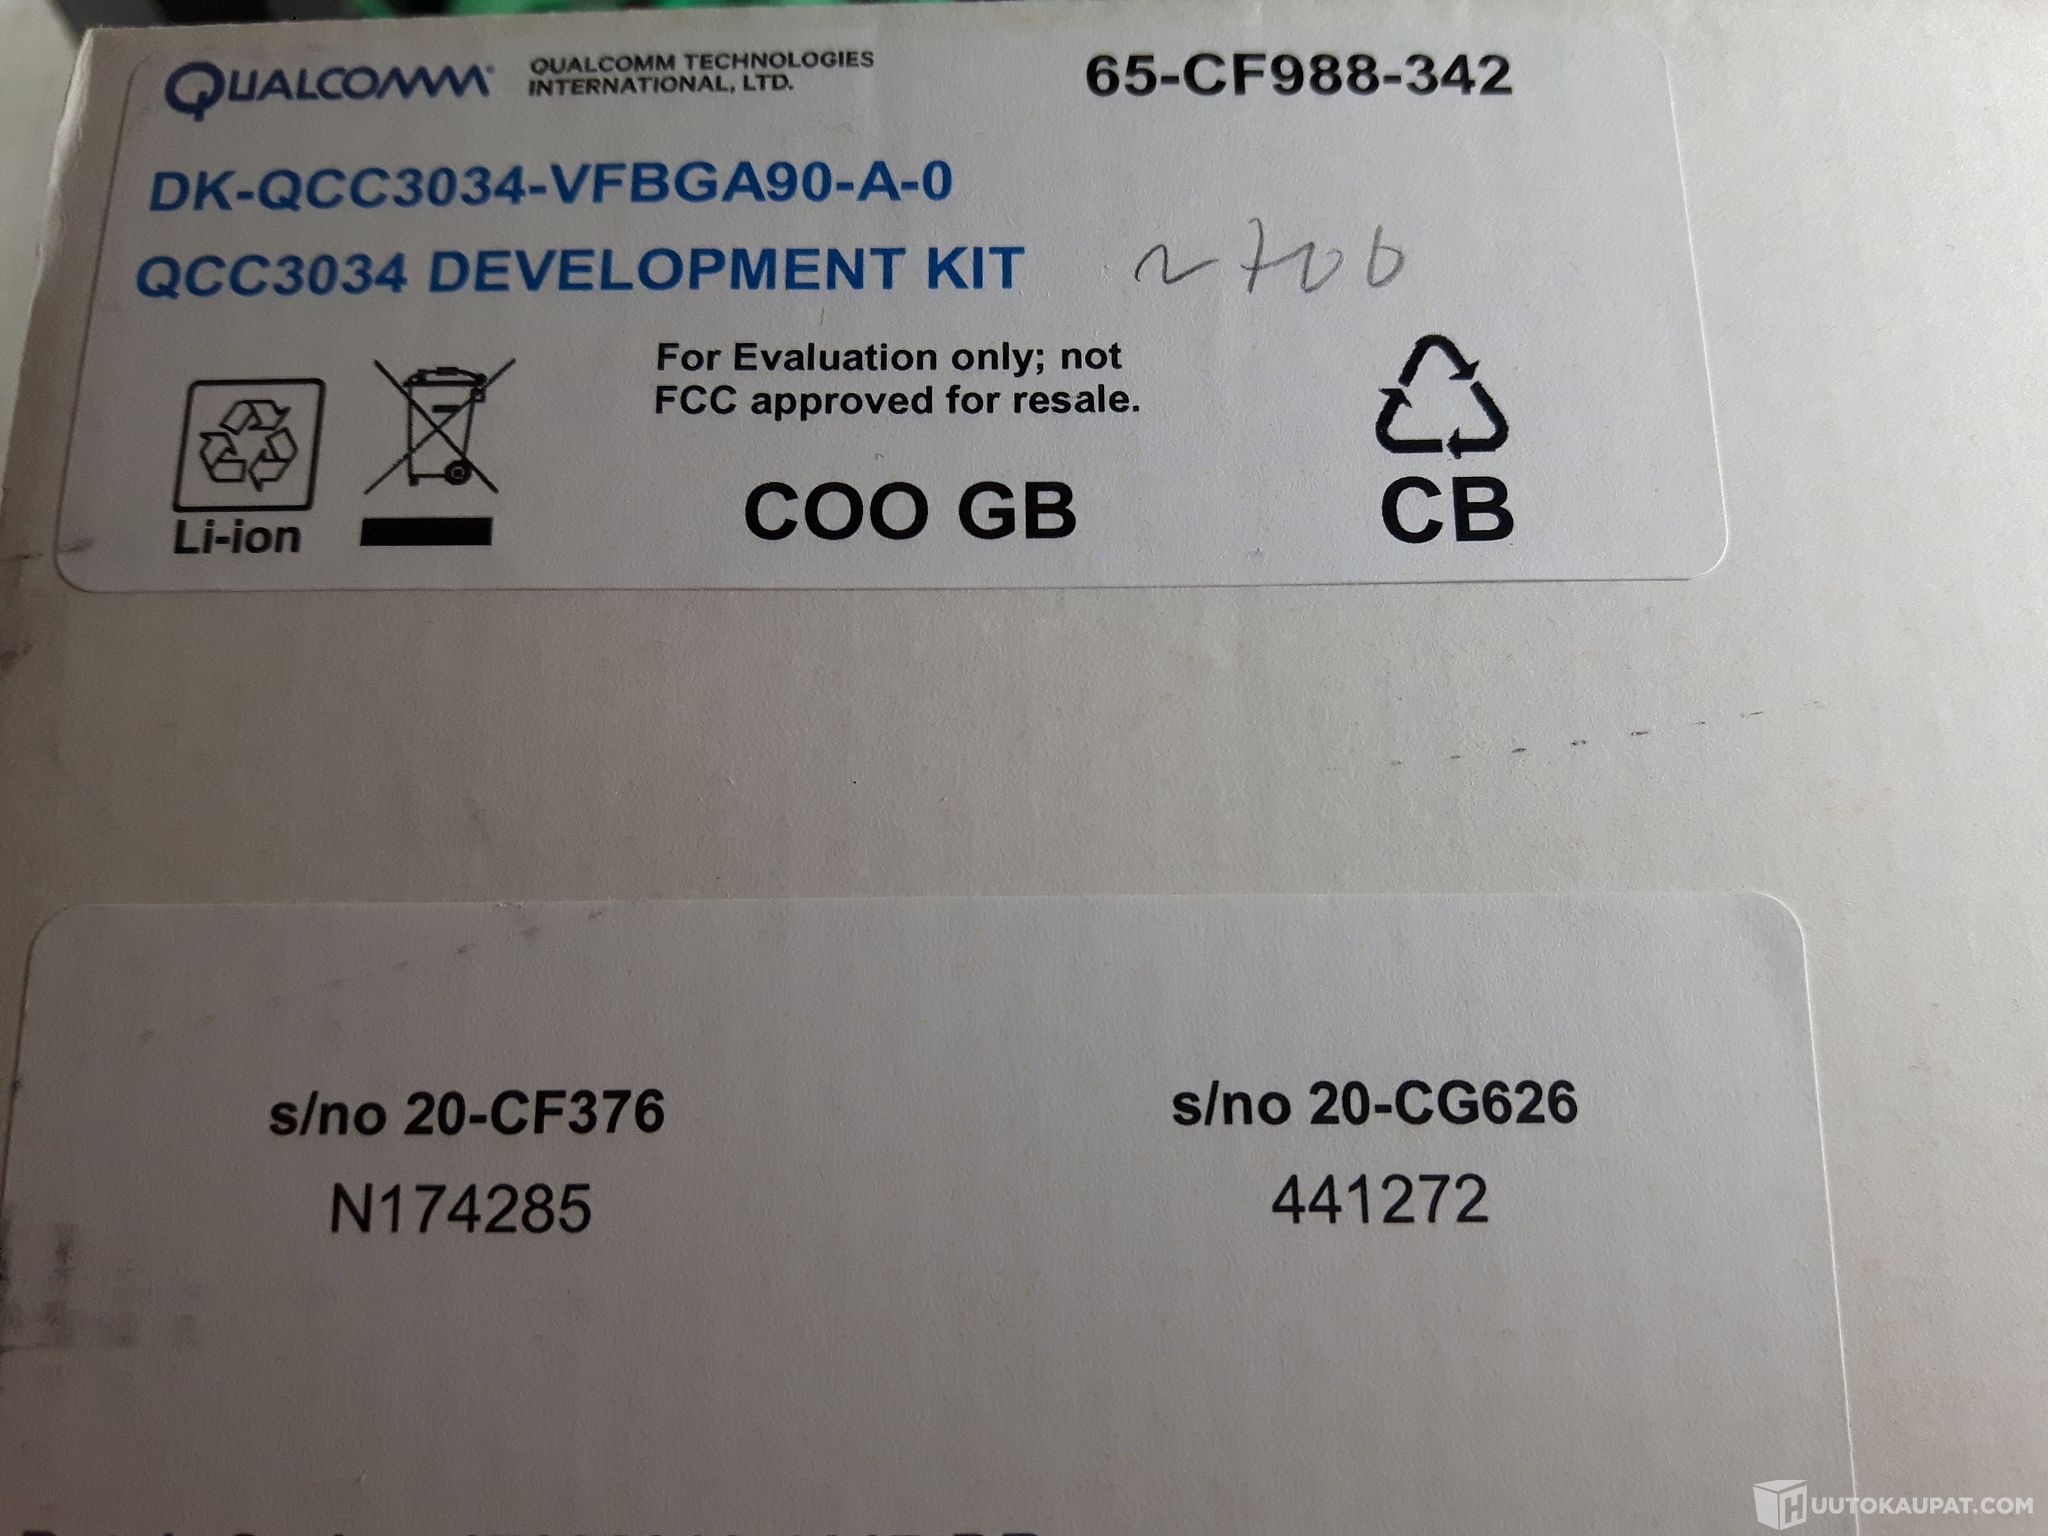 QUALCOMM
QUALCOMM TECHNOLOGIES
INTERNATIONAL, LTD.
65-CF988-342
DK-QCC3034-VFBGA90-A-0
QCC3034 DEVELOPMENT KIT
~700
For Evaluation only; not
FCC approved for resale.
Li-ion
COO GB
CB
s/no 20-CF376
s/no 20-CG626
N174285
441272
HUUTOKAUPAT.COM